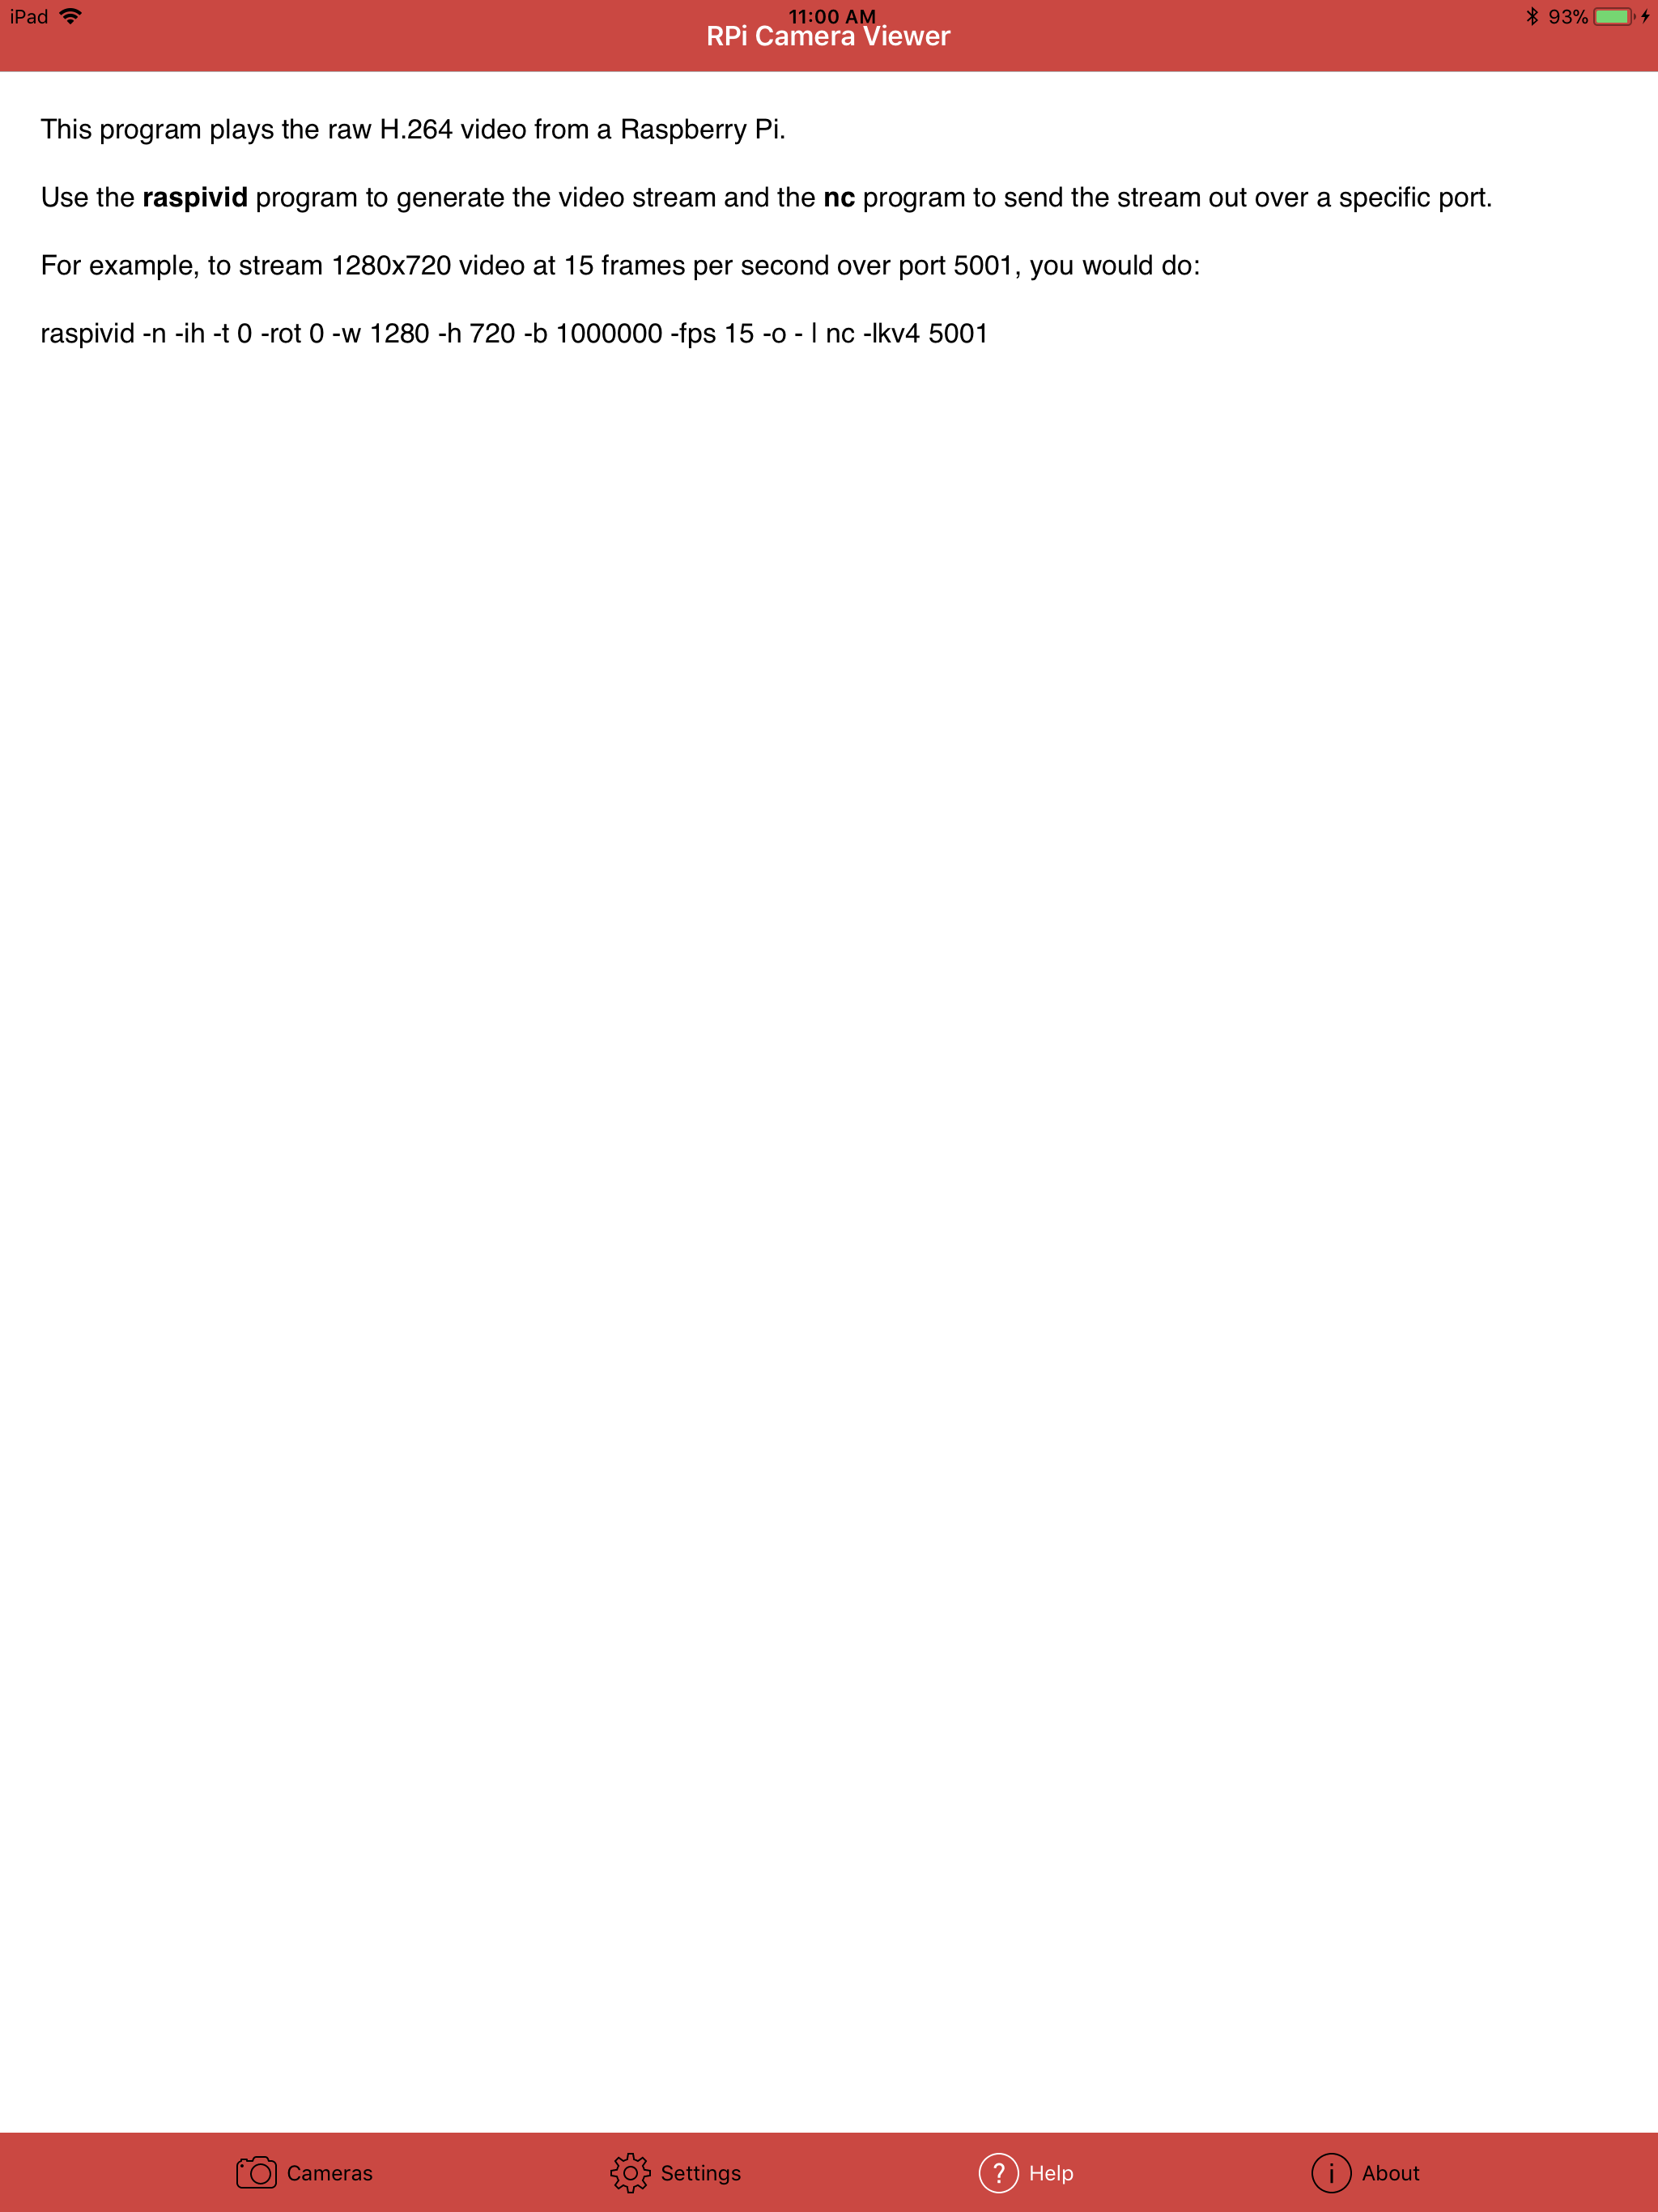 iPad 11:00 AM 93%
RPi Camera Viewer
This program plays the raw H.264 video from a Raspberry Pi.
Use the raspivid program to generate the video stream and the nc program to send the stream out over a specific port.
For example, to stream 1280x720 video at 15 frames per second over port 5001, you would do:
raspivid -n -ih -t 0 -rot 0 -w 1280 -h 720 -b 1000000 -fps 15 -o - | nc -lkv4 5001
Cameras Settings ? Help i About